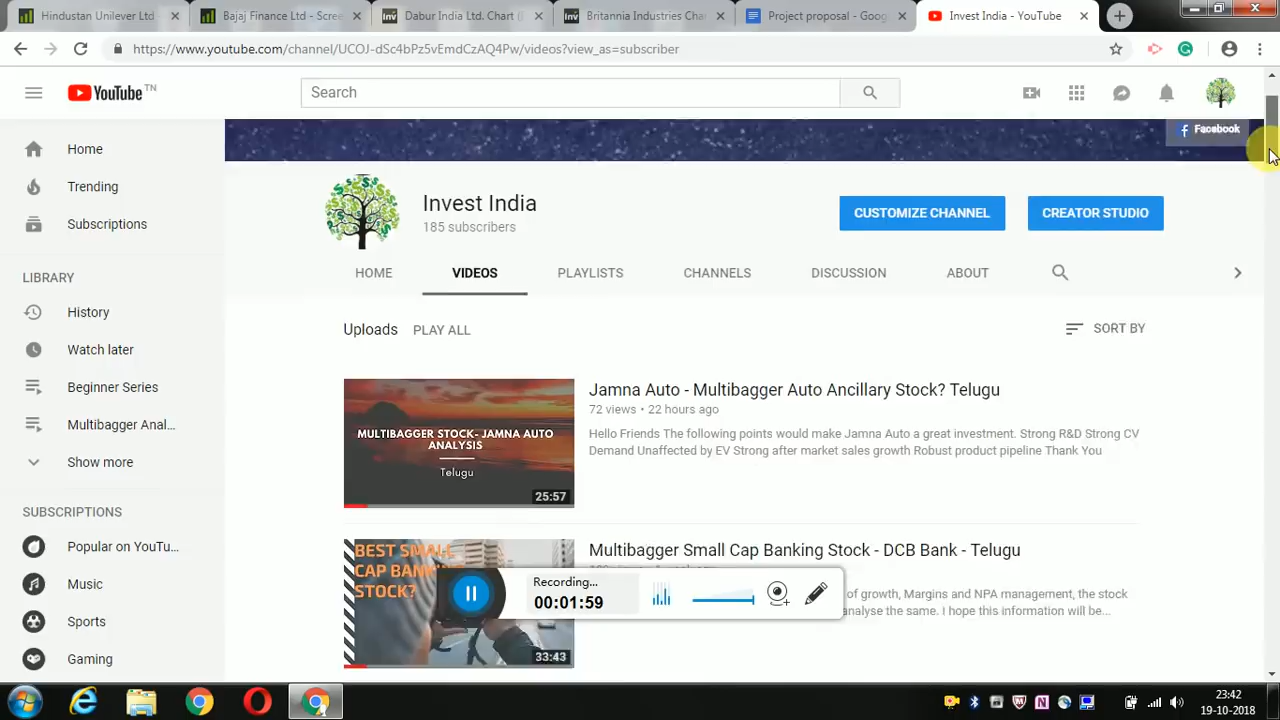 Hindustan Unilever Ltd
Bajaj Finance Ltd - Scree
Dabur India Ltd. Chart (
Britannia Industries Char
Project proposal - Goog
Invest India - YouTube
https://www.youtube.com/channel/UCOJ-dSc4bPz5vEmdCzAQ4Pw/videos?view_as=subscriber
YouTube TN
Search
Facebook
Home
Trending
Subscriptions
LIBRARY
History
Watch later
Beginner Series
Multibagger Anal...
Show more
SUBSCRIPTIONS
Popular on YouTu...
Music
Sports
Gaming
Invest India
185 subscribers
CUSTOMIZE CHANNEL
CREATOR STUDIO
HOME
VIDEOS
PLAYLISTS
CHANNELS
DISCUSSION
ABOUT
Uploads
PLAY ALL
SORT BY
MULTIBAGGER STOCK- JAMNA AUTO
ANALYSIS
Telugu
25:57
Jamna Auto - Multibagger Auto Ancillary Stock? Telugu
72 views • 22 hours ago
Hello Friends The following points would make Jamna Auto a great investment. Strong R&D Strong CV
Demand Unaffected by EV Strong after market sales growth Robust product pipeline Thank You
BEST SMALL
CAP BANK
STOCK?
33:43
Multibagger Small Cap Banking Stock - DCB Bank - Telugu
of growth, Margins and NPA management, the stock
analyse the same. I hope this information will be...
Recording...
00:01:59
23:42
19-10-2018